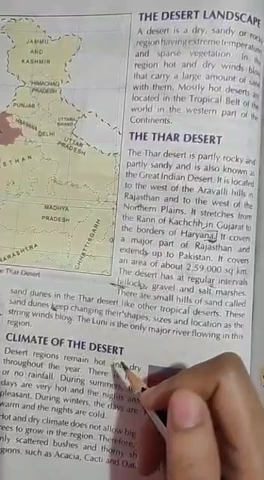 JAMMU
AND
KASHMIR
HIMACHAL
PRADESH
PUNJAB
HARYANA
DELHI
UTTAR
PRADESH
STHAN
MADHYA
PRADESH
CHHATTISGARH
ARASHTRA
e Thar Desert
THE DESERT LANDSCAPE
A desert is a dry, sandy or rock
region having extreme temperature
and sparse vegetation. In
region hot and dry winds
that carry a large amount of sand
with them. Mostly hot deserts
located in the Tropical Belt of the
world in the western part of the
Continents.
THE THAR DESERT
The Thar desert is partly rocky and
partly sandy and is also known as
the Great Indian Desert. It is located
to the west of the Aravalli hills in
Rajasthan and to the west of the
Northern Plains. It stretches from
the Rann of Kachchh in Gujarat to
the borders of Haryana. It covers
a major part of Rajasthan and
extends up to Pakistan. It covers
an area of about 2,59,000 sq km.
The desert has at regular intervals
hillocks, gravel and salt marshes.
There are small hills of sand called
sand dunes in the Thar desert like other tropical deserts. These
sand dunes keep changing their shapes, sizes and location as the
strong winds blow. The Luni is the only major river flowing in this
region.
CLIMATE OF THE DESERT
Desert regions remain hot and dry
throughout the year. There
or no rainfall. During summers
days are very hot and the nights are
pleasant. During winters, the days are
warm and the nights are cold.
Hot and dry climate does not allow big
rees to grow in the region. Therefore,
nly scattered bushes and thorny sh
gions, such as Acacia, Cacti and Dat